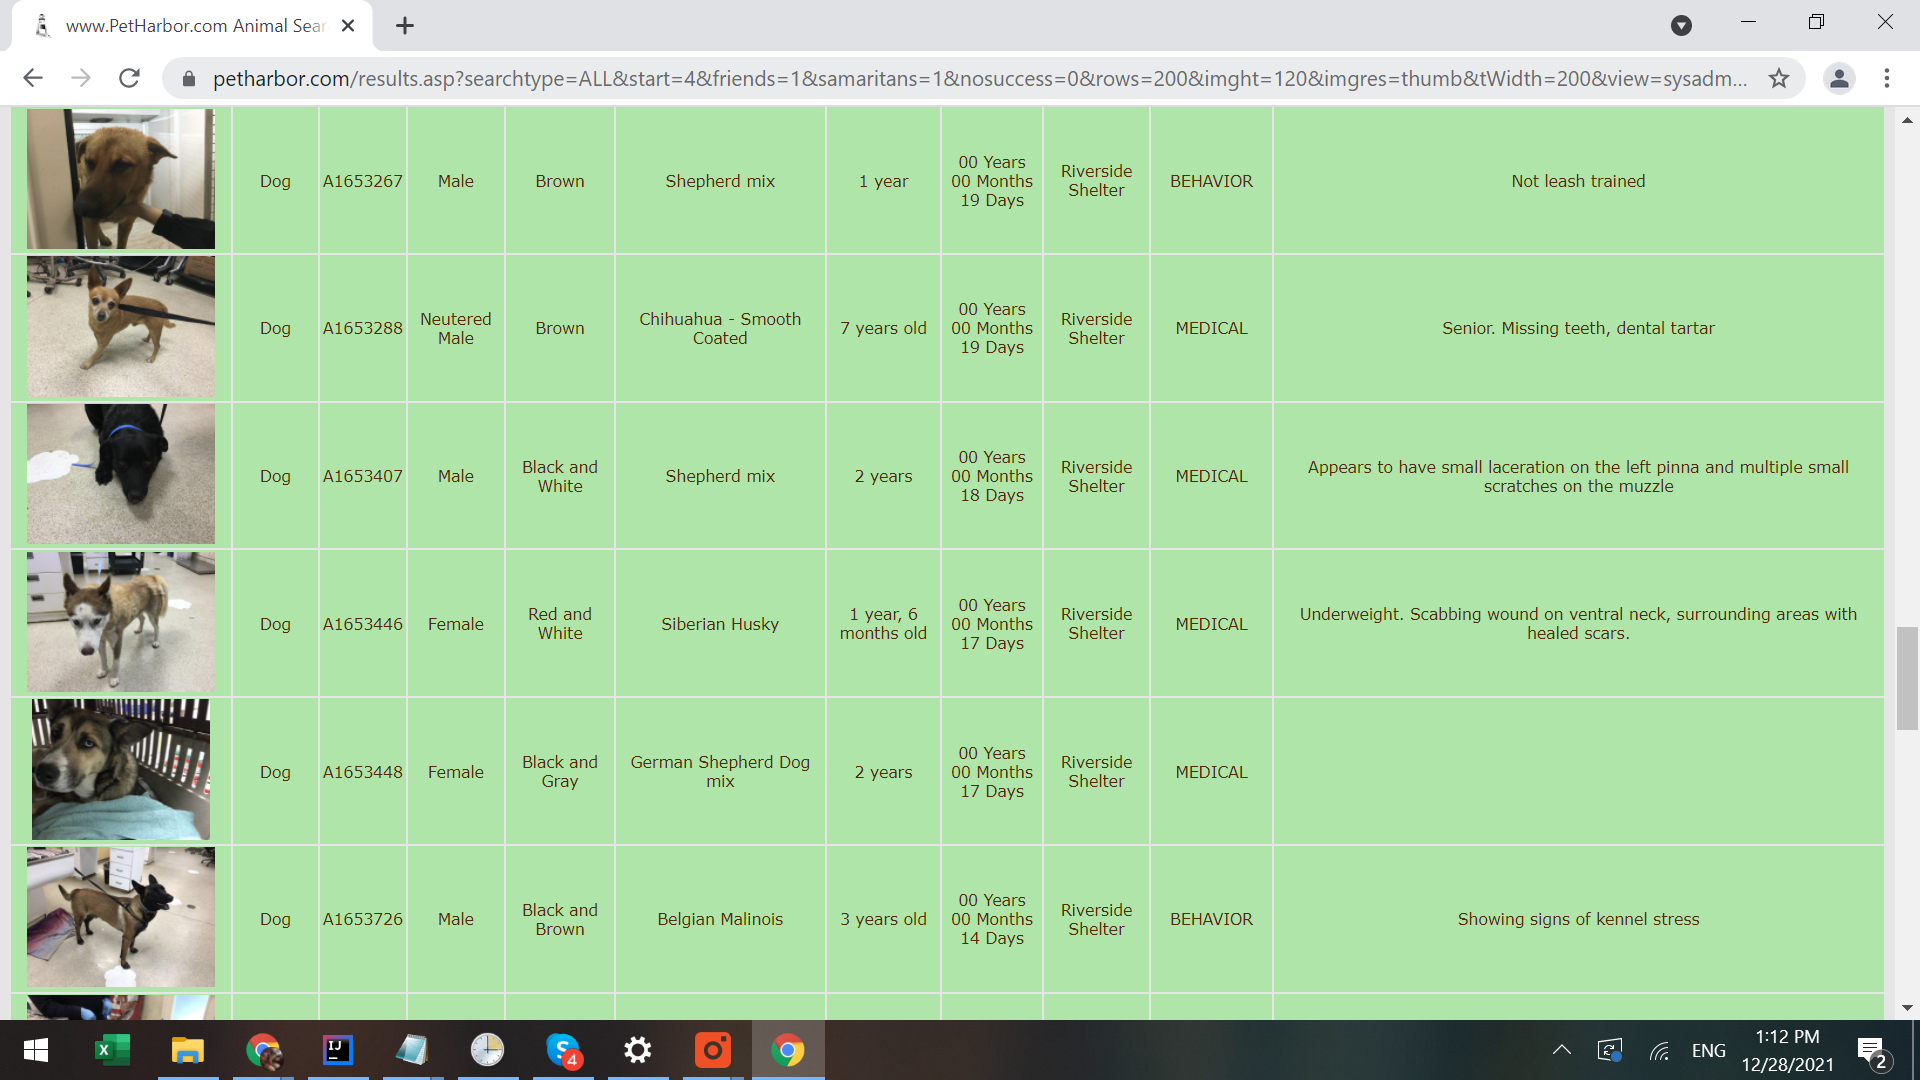 www.PetHarbor.com Animal Sear
petharbor.com/results.asp?searchtype=ALL&start=4&friends=1&samaritans=1&nosuccess=0&rows=200&imght=120&imgres=thumb&tWidth=200&view=sysadm...
Dog
A1653267
Male
Brown
Shepherd mix
1 year
00 Years
00 Months
19 Days
Riverside
Shelter
BEHAVIOR
Not leash trained
Dog
A1653288
Neutered
Male
Brown
Chihuahua - Smooth
Coated
7 years old
00 Years
00 Months
19 Days
Riverside
Shelter
MEDICAL
Senior. Missing teeth, dental tartar
Dog
A1653407
Male
Black and
White
Shepherd mix
2 years
00 Years
00 Months
18 Days
Riverside
Shelter
MEDICAL
Appears to have small laceration on the left pinna and multiple small
scratches on the muzzle
Dog
A1653446
Female
Red and
White
Siberian Husky
1 year, 6
months old
00 Years
00 Months
17 Days
Riverside
Shelter
MEDICAL
Underweight. Scabbing wound on ventral neck, surrounding areas with
healed scars.
Dog
A1653448
Female
Black and
Gray
German Shepherd Dog
mix
2 years
00 Years
00 Months
17 Days
Riverside
Shelter
MEDICAL
Dog
A1653726
Male
Black and
Brown
Belgian Malinois
3 years old
00 Years
00 Months
14 Days
Riverside
Shelter
BEHAVIOR
Showing signs of kennel stress
X
IJ
S
4
ENG
1:12 PM
12/28/2021
2